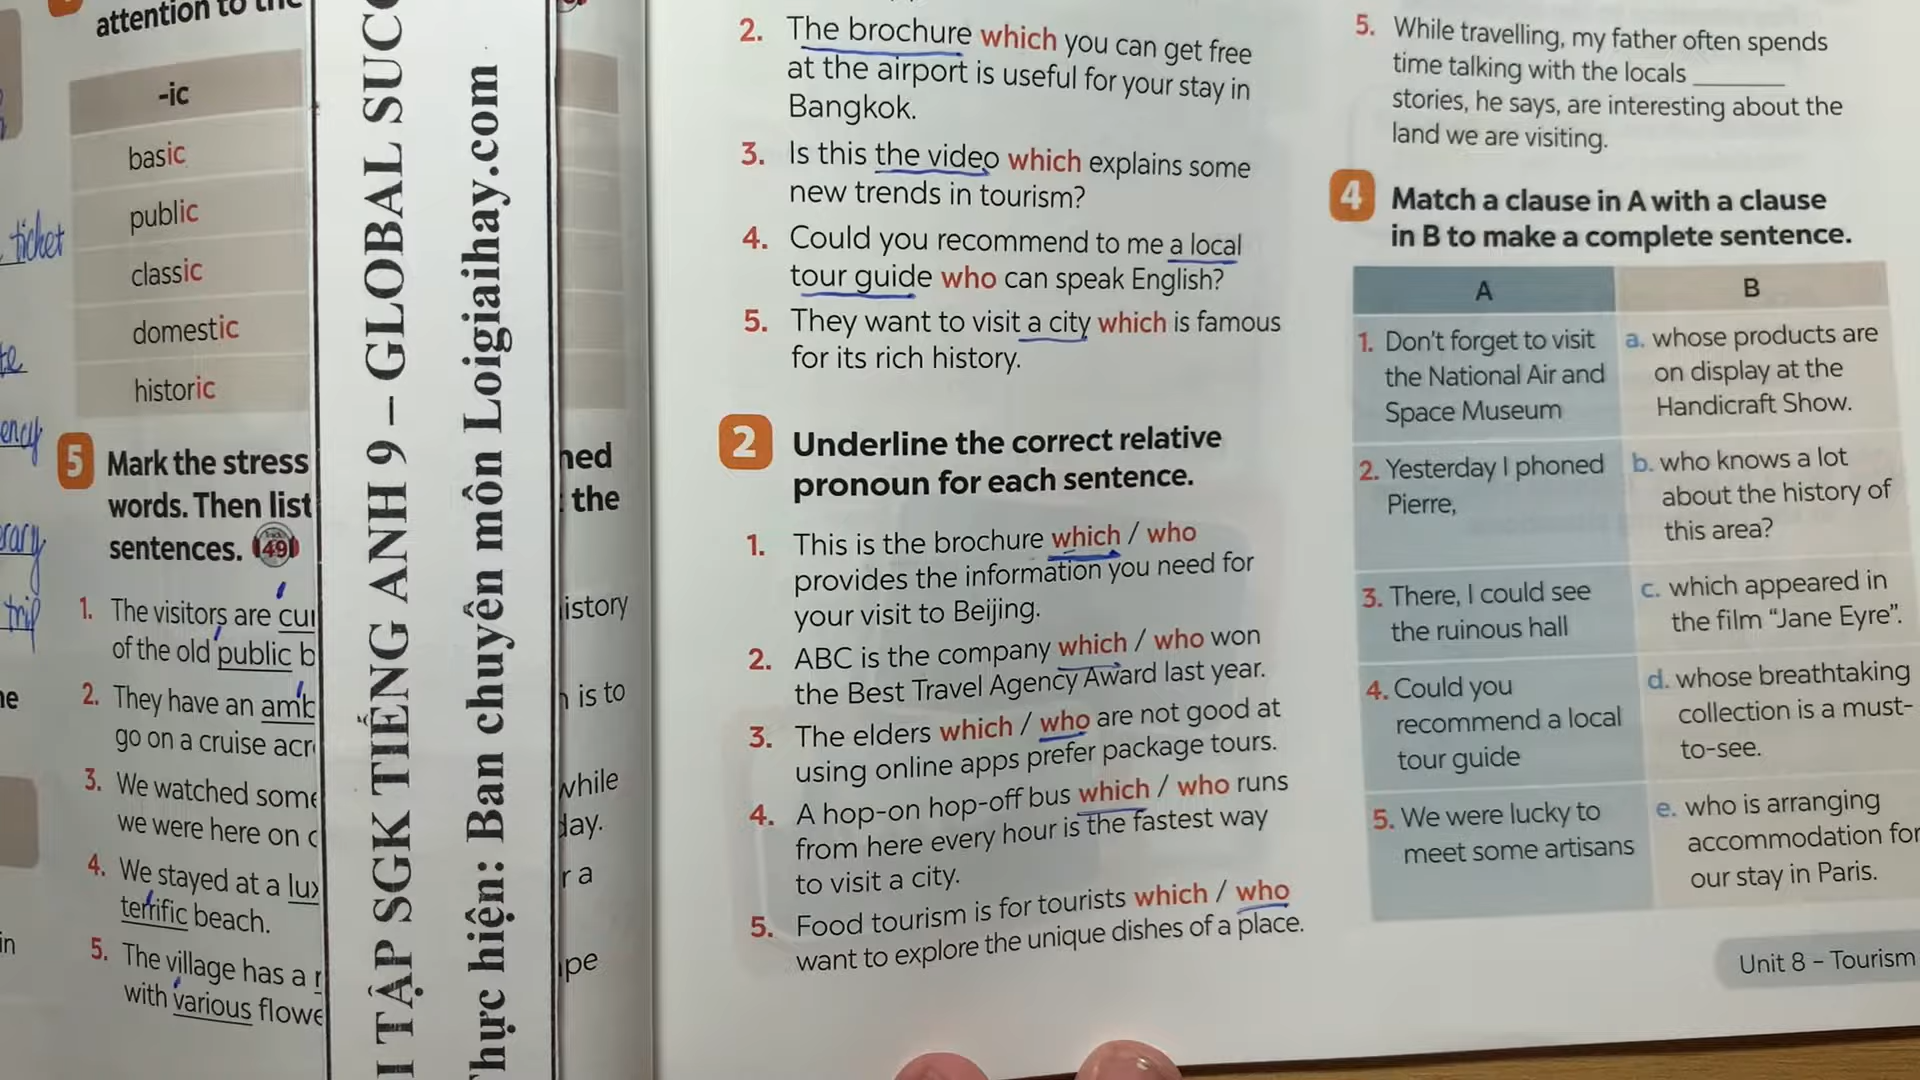 attention to the
-ic
basic
public
classic
domestic
historic
ticket
ency
trip
5 Mark the stress
words. Then list
sentences. 49
ned
the
1. The visitors are cu
of the old public b
istory
2. They have an amb
go on a cruise acr
is to
3. We watched some
we were here on
while
day.
4. We stayed at a lux
terrific beach.
r a
5. The village has a
with various flowe
pe
in
I TẬP SGK TIẾNG ANH 9 – GLOBAL SUCC
Thực hiện: Ban chuyên môn Loigiaihay.com
2. The brochure which you can get free
at the airport is useful for your stay in
Bangkok.
3. Is this the video which explains some
new trends in tourism?
4. Could you recommend to me a local
tour guide who can speak English?
5. They want to visit a city which is famous
for its rich history.
2 Underline the correct relative
pronoun for each sentence.
1. This is the brochure which / who
provides the information you need for
your visit to Beijing.
2. ABC is the company which / who won
the Best Travel Agency Award last year.
3. The elders which / who are not good at
using online apps prefer package tours.
4. A hop-on hop-off bus which / who runs
from here every hour is the fastest way
to visit a city.
5. Food tourism is for tourists which / who
want to explore the unique dishes of a place.
5. While travelling, my father often spends
time talking with the locals ________
stories, he says, are interesting about the
land we are visiting.
4 Match a clause in A with a clause
in B to make a complete sentence.
A
B
1. Don't forget to visit
the National Air and
Space Museum
a. whose products are
on display at the
Handicraft Show.
2. Yesterday I phoned
Pierre,
b. who knows a lot
about the history of
this area?
3. There, I could see
the ruinous hall
c. which appeared in
the film "Jane Eyre".
4. Could you
recommend a local
tour guide
d. whose breathtaking
collection is a must-
to-see.
5. We were lucky to
meet some artisans
e. who is arranging
accommodation for
our stay in Paris.
Unit 8 – Tourism